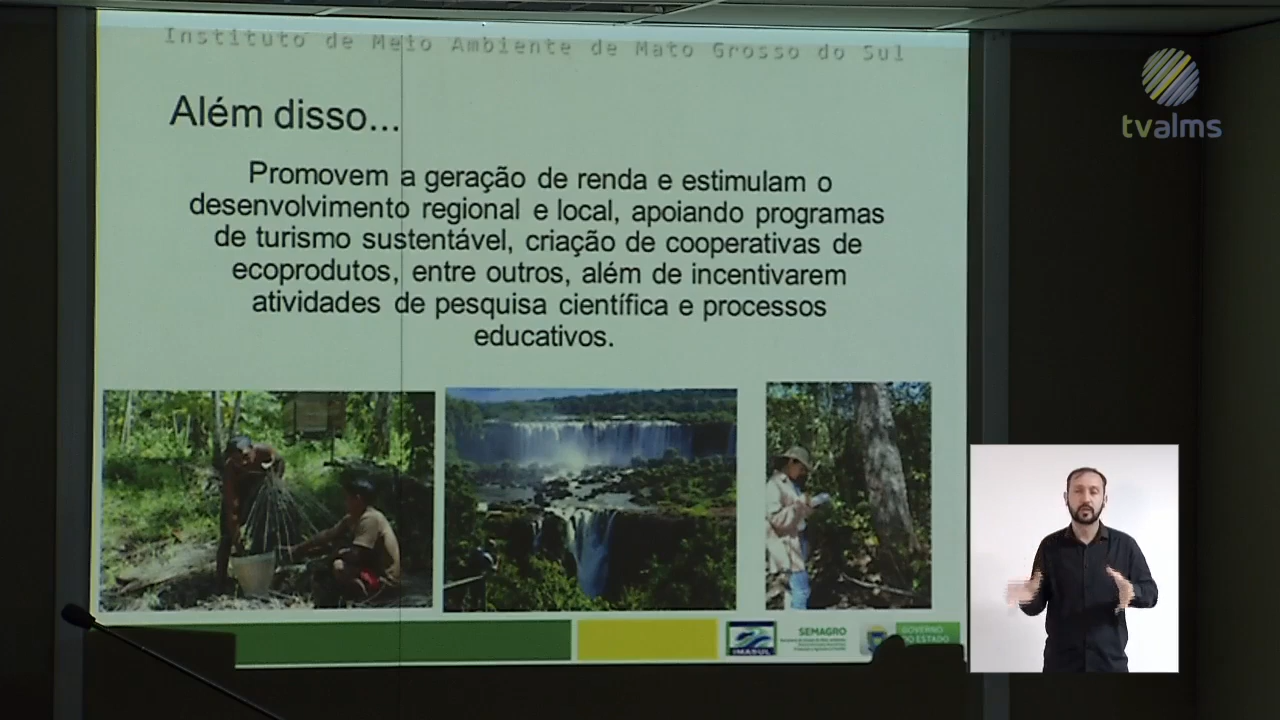 Instituto de Meio Ambiente de Mato Grosso do Sul
tvalms
Além disso...
Promovem a geração de renda e estimulam o
desenvolvimento regional e local, apoiando programas
de turismo sustentável, criação de cooperativas de
ecoprodutos, entre outros, além de incentivarem
atividades de pesquisa científica e processos
educativos.
IMASUL
SEMAGRO
GOVERNO
DO ESTADO